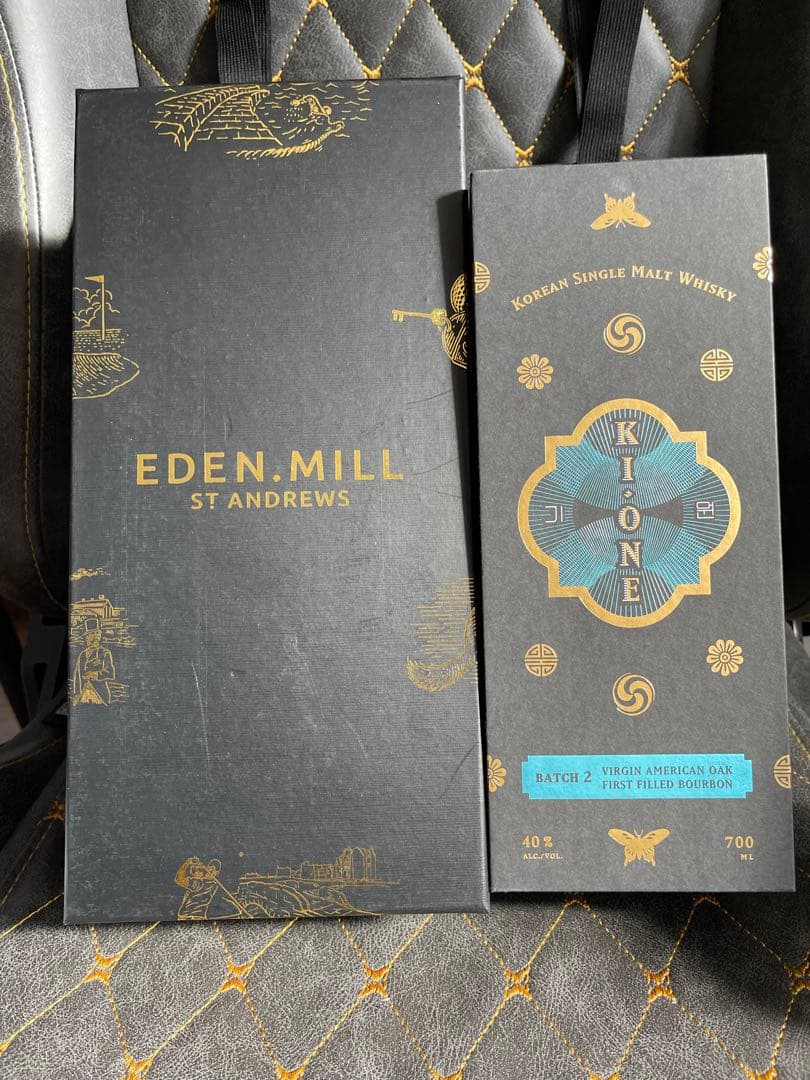 EDEN.MILL
ST ANDREWS
KOREAN SINGLE MALT WHISKY
KI·ONE
기 원
BATCH 2 VIRGIN AMERICAN OAK
FIRST FILLED BOURBON
40% 700
ALC./VOL. ML